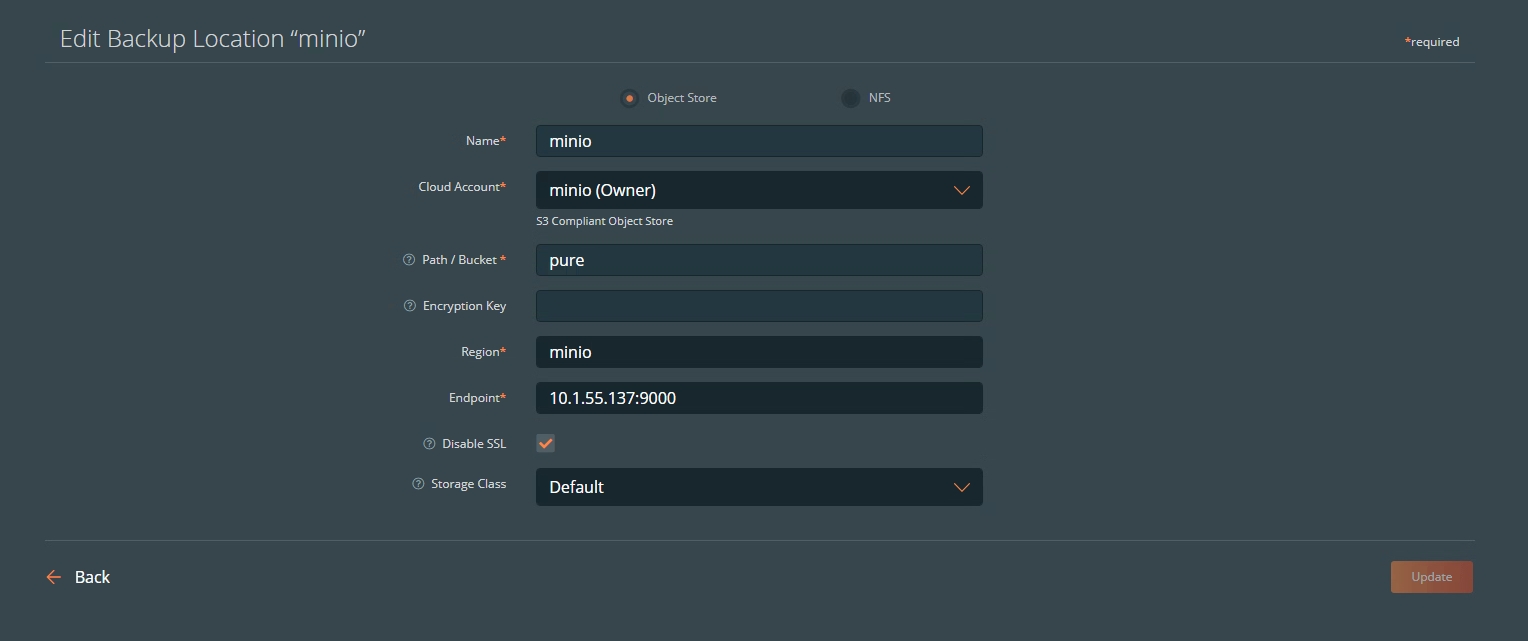 Edit Backup Location “minio”
*required
Object Store
NFS
Name*
minio
Cloud Account*
minio (Owner)
S3 Compliant Object Store
? Path / Bucket *
pure
? Encryption Key
Region*
minio
Endpoint*
10.1.55.137:9000
? Disable SSL
? Storage Class
Default
Back
Update